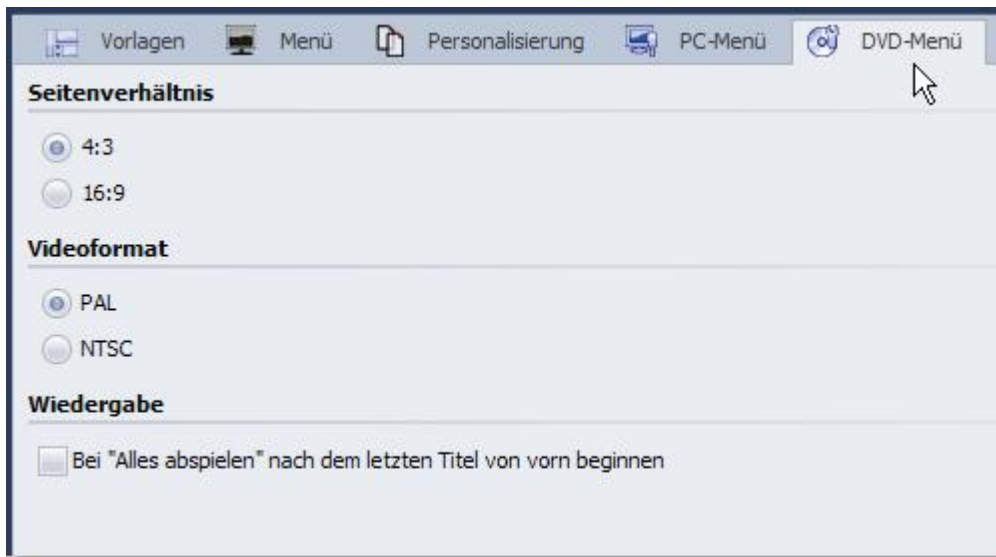 Vorlagen Menü Personalisierung PC-Menü DVD-Menü
Seitenverhältnis
4:3
16:9
Videoformat
PAL
NTSC
Wiedergabe
Bei "Alles abspielen" nach dem letzten Titel von vorn beginnen